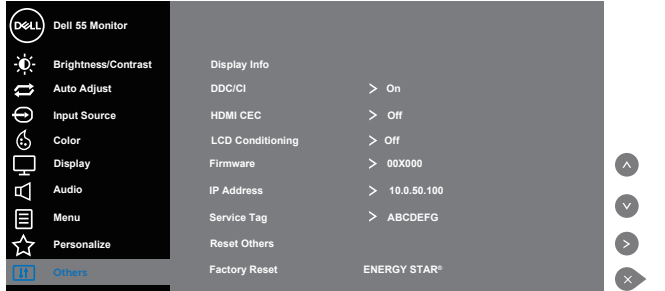 DELL Dell 55 Monitor
Brightness/Contrast
Auto Adjust
Input Source
Color
Display
Audio
Menu
Personalize
Others
Display Info
DDC/CI > On
HDMI CEC > Off
LCD Conditioning > Off
Firmware > 00X000
IP Address > 10.0.50.100
Service Tag > ABCDEFG
Reset Others
Factory Reset ENERGY STAR®